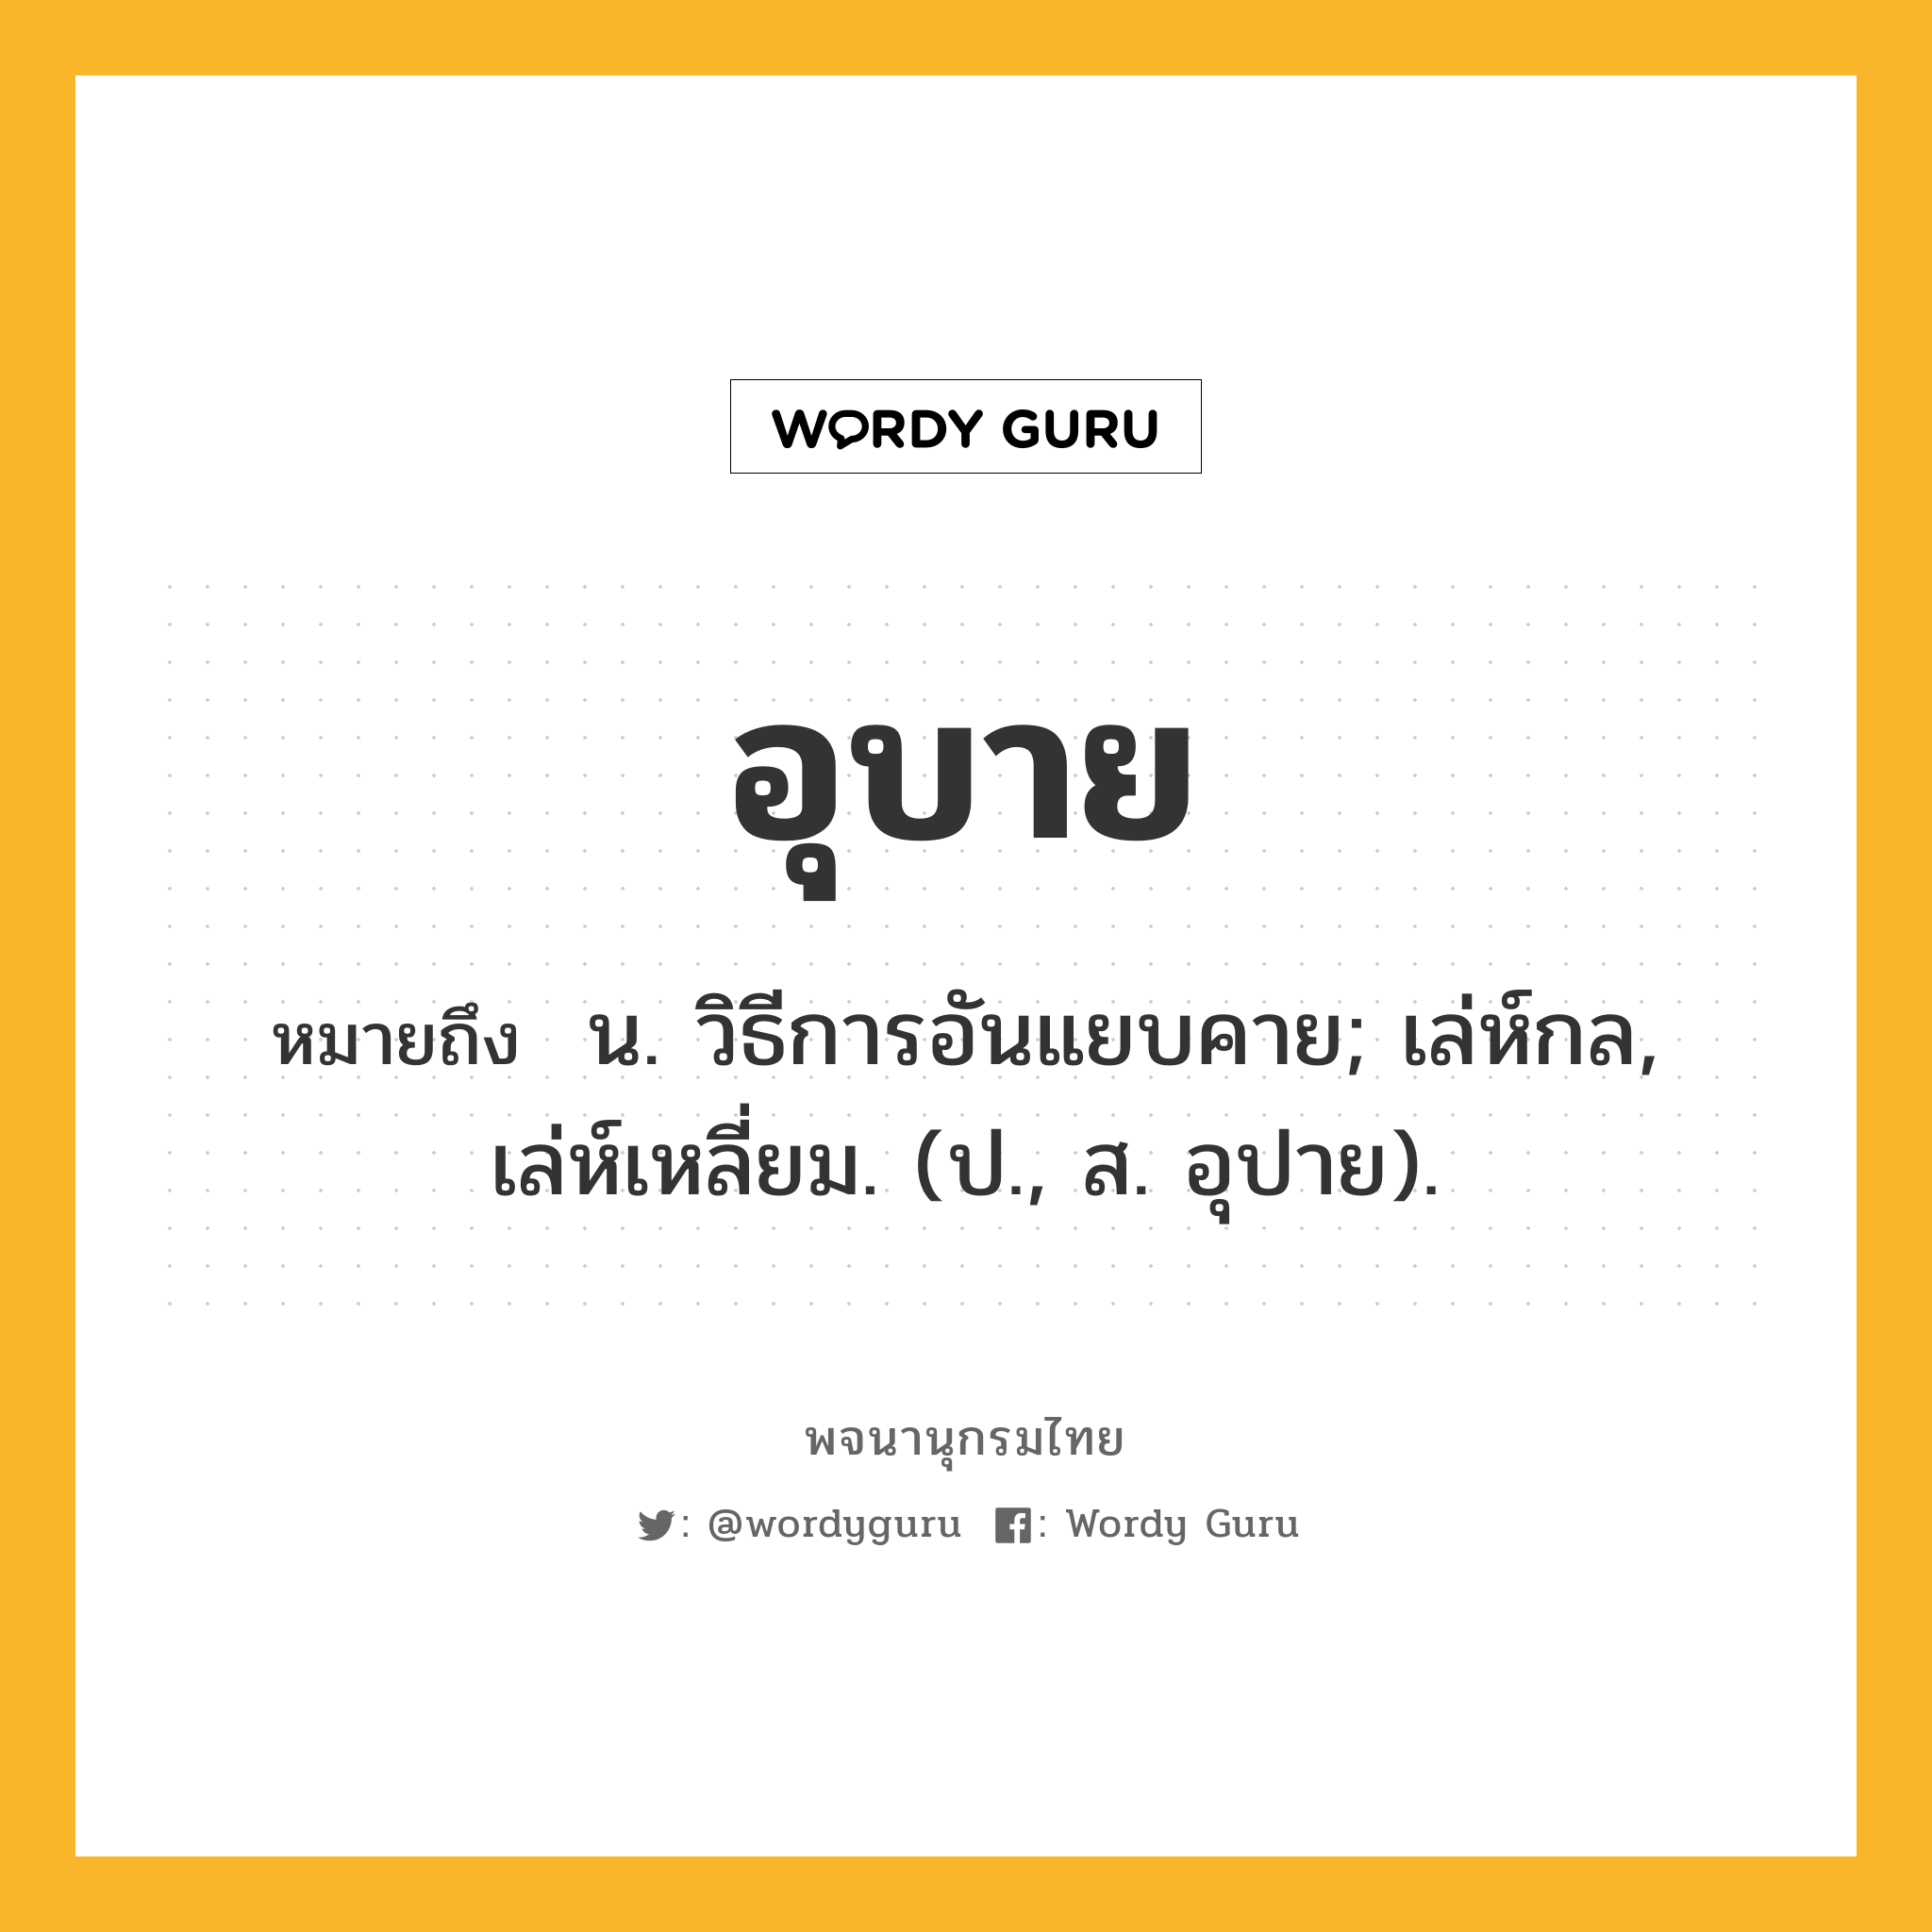 WORDY GURU
อุบาย
หมายถึง น. วิธีการอันแยบคาย; เล่ห์กล,
เล่ห์เหลี่ยม. (ป., ส. อุปาย).
พจนานุกรมไทย
: @wordyguru : Wordy Guru